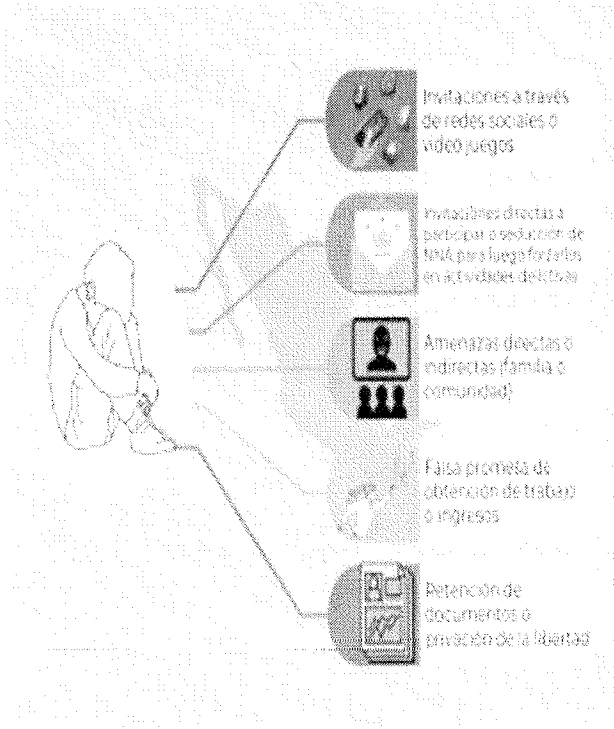 Invitaciones a través
de redes sociales o
video juegos
Invitaciones directas a
participar o seducción de
NNA para luego forzarlos
en actividades delictivas
Amenazas directas o
indirectas (familia o
comunidad)
Falsa promesa de
obtención de trabajo
o ingresos
Retención de
documentos o
privación de la libertad